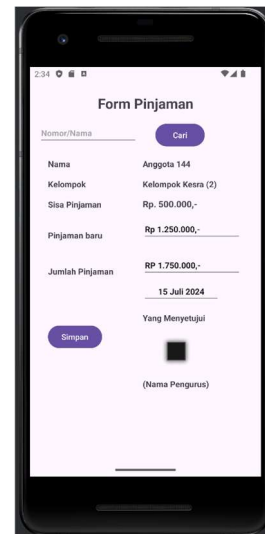 2:34
Form Pinjaman
Nomor/Nama Cari
Nama Anggota 144
Kelompok Kelompok Kesra (2)
Sisa Pinjaman Rp. 500.000,-
Pinjaman baru Rp 1.250.000,-
Jumlah Pinjaman RP 1.750.000,-
15 Juli 2024
Yang Menyetujui
Simpan
(Nama Pengurus)